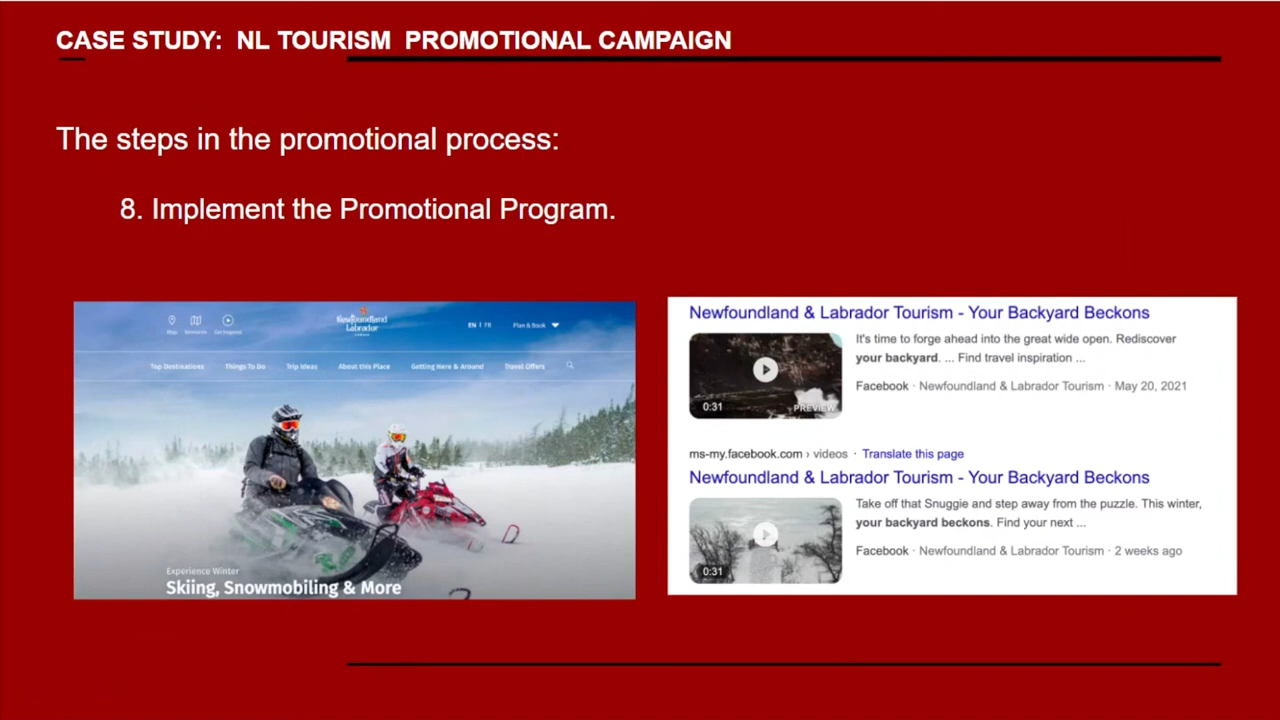 CASE STUDY: NL TOURISM PROMOTIONAL CAMPAIGN
The steps in the promotional process:
8. Implement the Promotional Program.
Map
Get Inspired
Newfoundland
Labrador
EN | FR
Plan & Book
Top Destinations
Things To Do
Trip Ideas
About this Place
Getting Here & Around
Travel Offers
Experience Winter
Skiing, Snowmobiling & More
Newfoundland & Labrador Tourism - Your Backyard Beckons
It's time to forge ahead into the great wide open. Rediscover
your backyard. ... Find travel inspiration ...
Facebook · Newfoundland & Labrador Tourism · May 20, 2021
0:31
PREVIEW
ms-my.facebook.com › videos · Translate this page
Newfoundland & Labrador Tourism - Your Backyard Beckons
Take off that Snuggie and step away from the puzzle. This winter,
your backyard beckons. Find your next ...
Facebook · Newfoundland & Labrador Tourism · 2 weeks ago
0:31